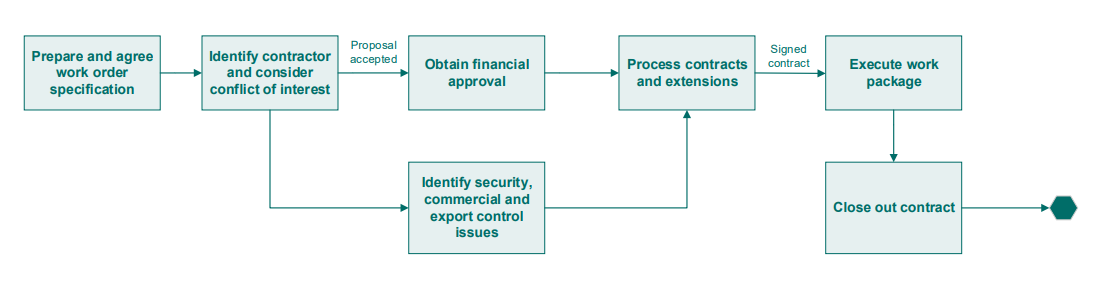 Prepare and agree
work order
specification
Identify contractor
and consider
conflict of interest
Proposal
accepted
Obtain financial
approval
Process contracts
and extensions
Signed
contract
Execute work
package
Identify security,
commercial and
export control
issues
Close out contract